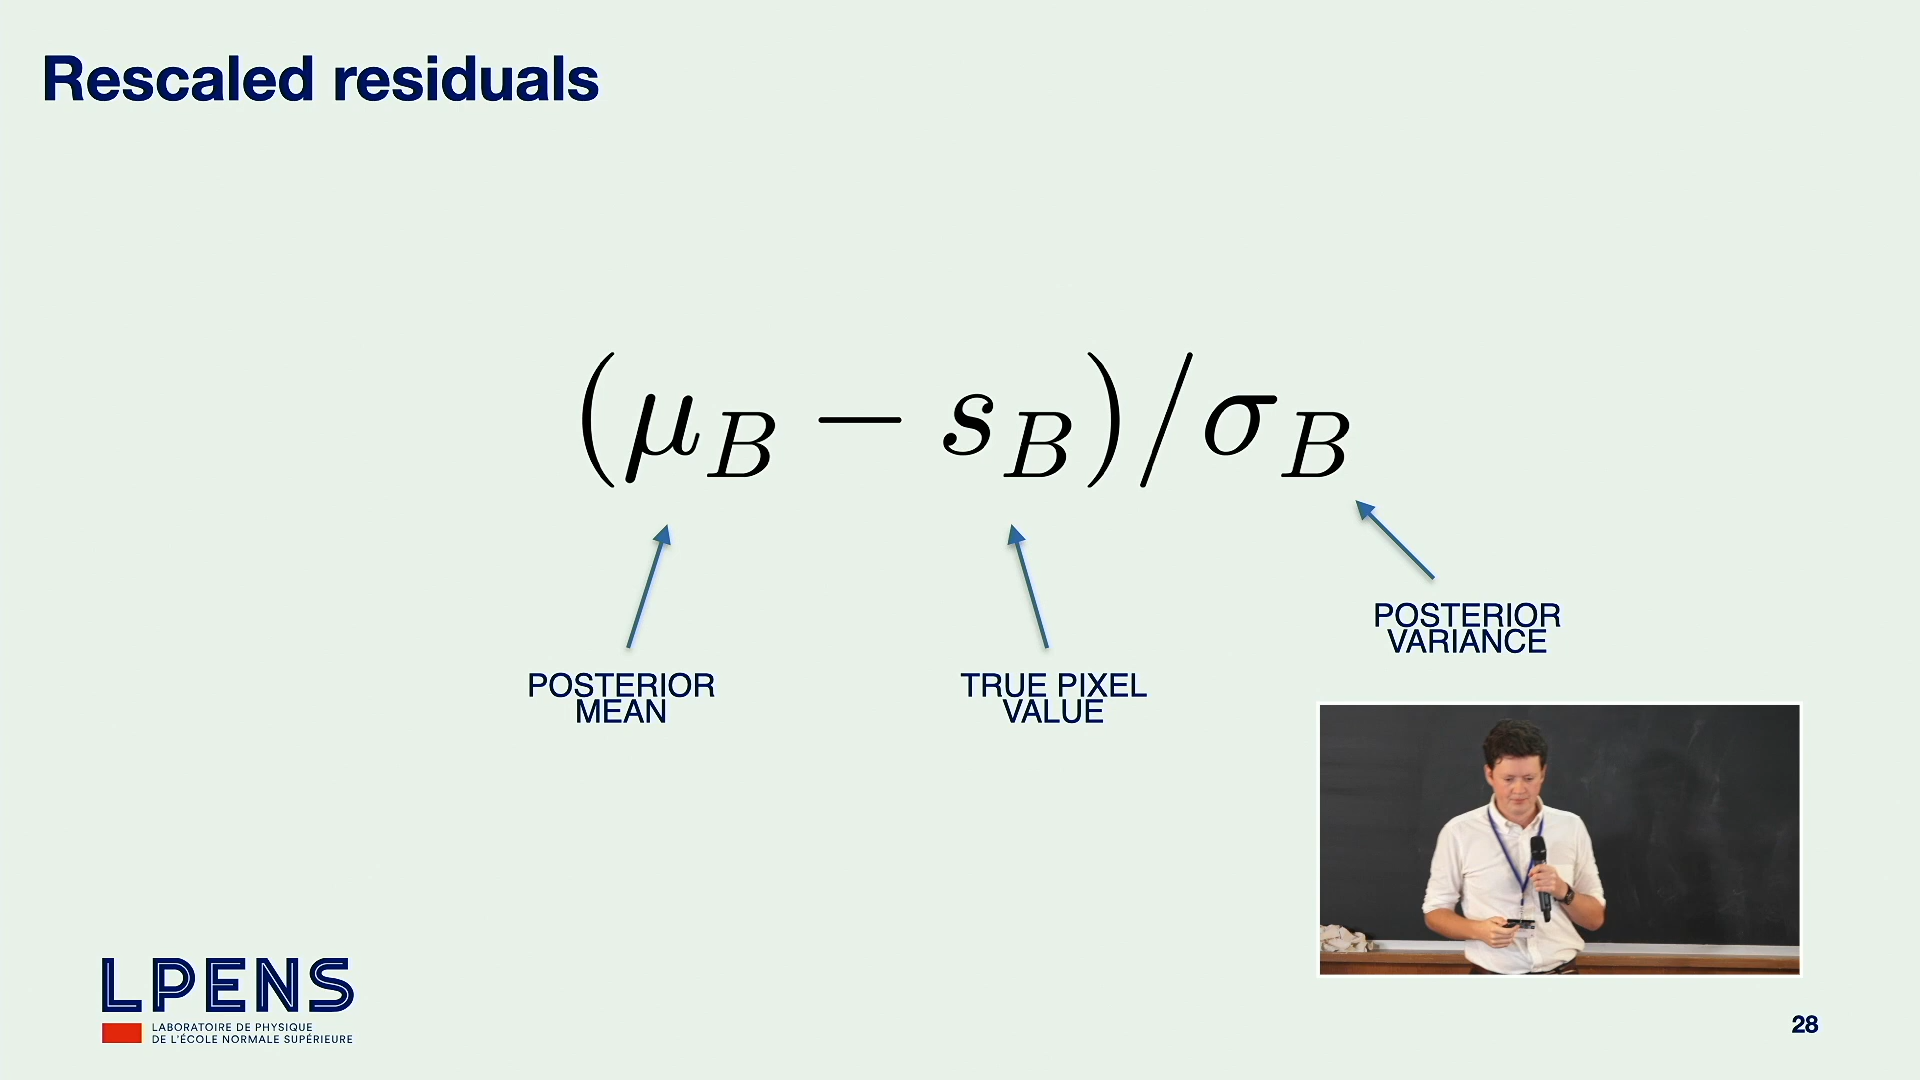 Rescaled residuals
(μ_B − s_B)/σ_B
POSTERIOR
VARIANCE
POSTERIOR
MEAN
TRUE PIXEL
VALUE
LPENS
LABORATOIRE DE PHYSIQUE
DE L'ÉCOLE NORMALE SUPÉRIEURE
28